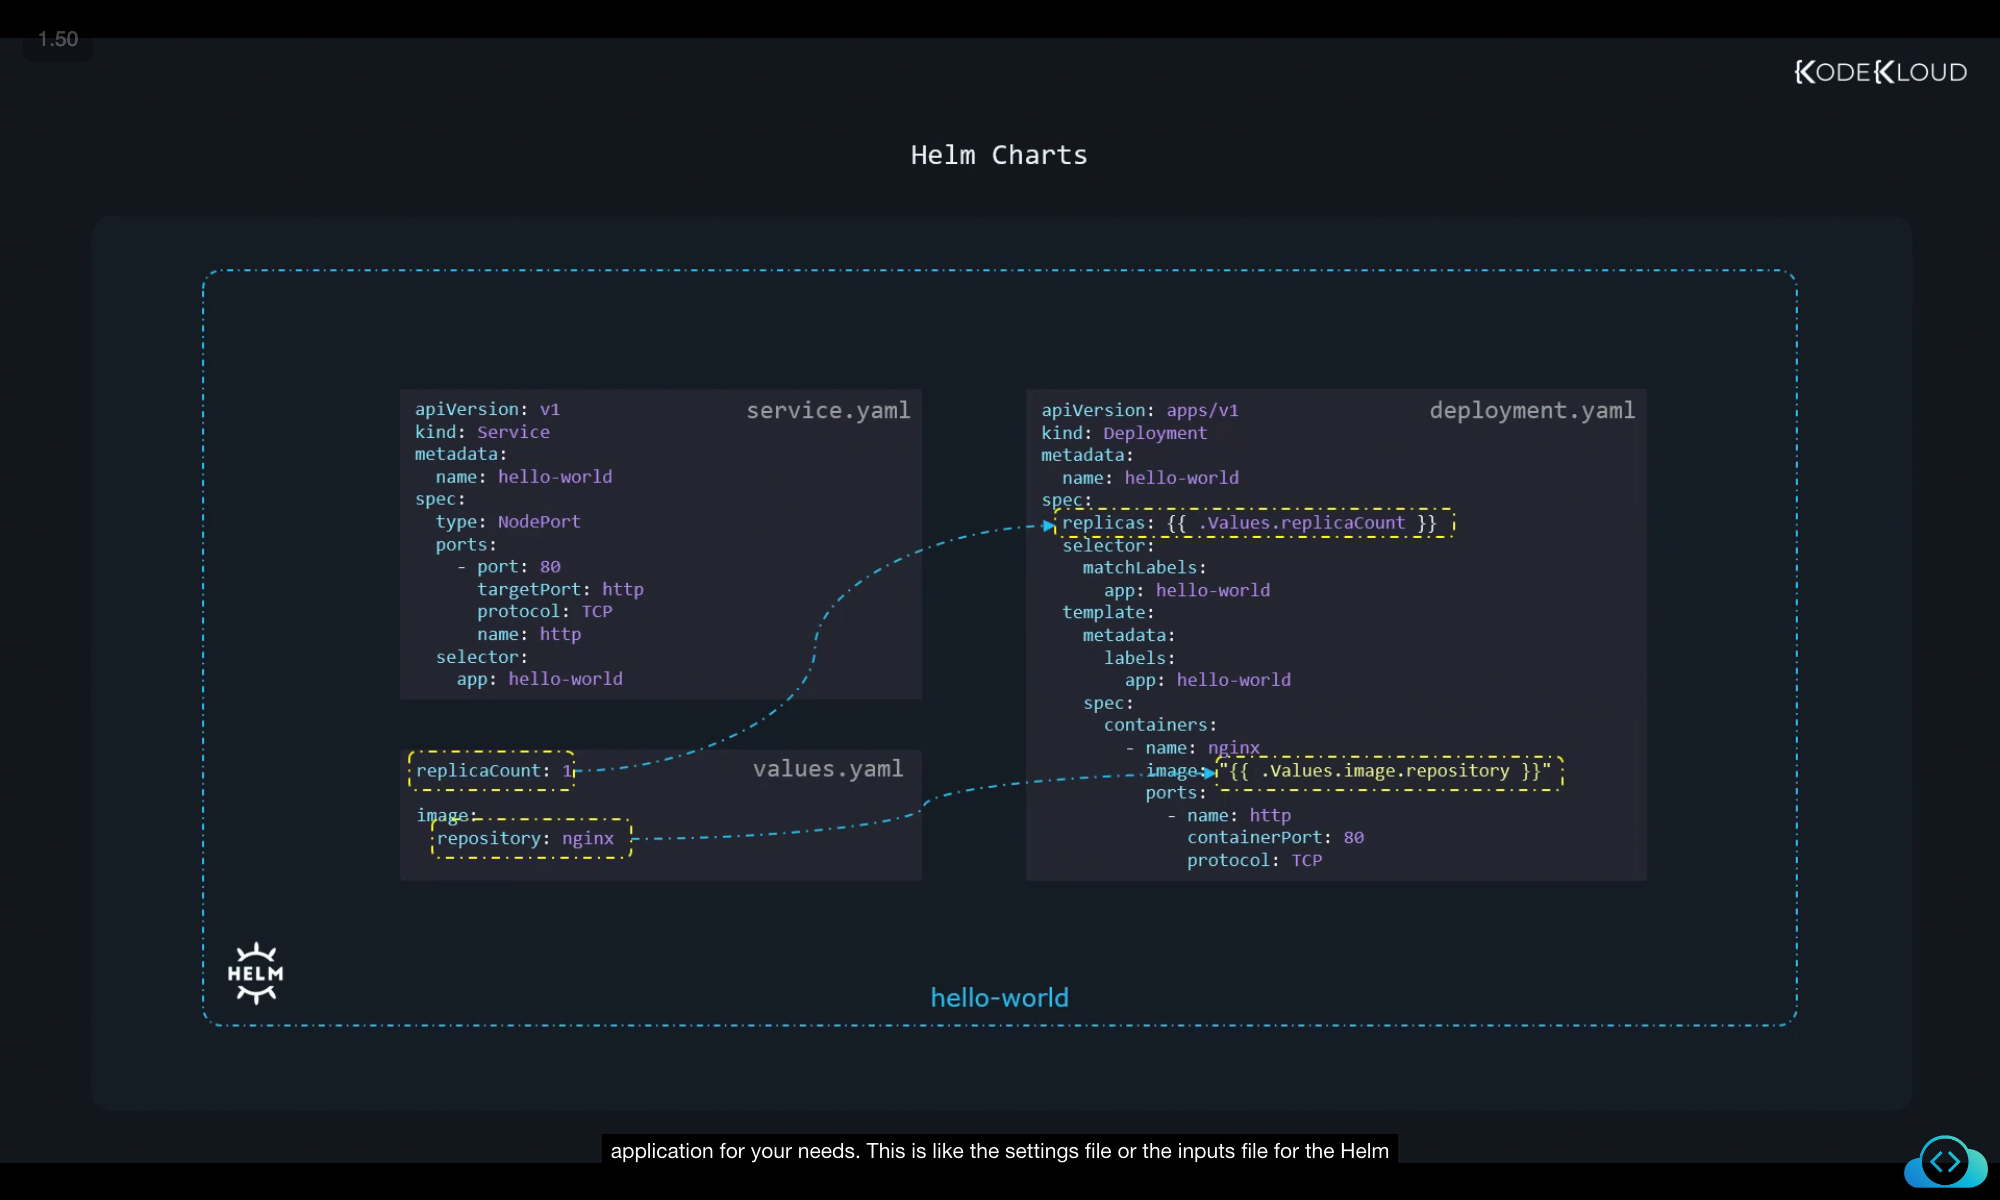 1.50
KODEKLOUD
Helm Charts
service.yaml
apiVersion: v1
kind: Service
metadata:
  name: hello-world
spec:
  type: NodePort
  ports:
    - port: 80
      targetPort: http
      protocol: TCP
      name: http
  selector:
    app: hello-world
values.yaml
replicaCount: 1
image:
  repository: nginx
deployment.yaml
apiVersion: apps/v1
kind: Deployment
metadata:
  name: hello-world
spec:
  replicas: {{ .Values.replicaCount }}
  selector:
    matchLabels:
      app: hello-world
  template:
    metadata:
      labels:
        app: hello-world
    spec:
      containers:
        - name: nginx
          image: "{{ .Values.image.repository }}"
          ports:
            - name: http
              containerPort: 80
              protocol: TCP
HELM
hello-world
application for your needs. This is like the settings file or the inputs file for the Helm